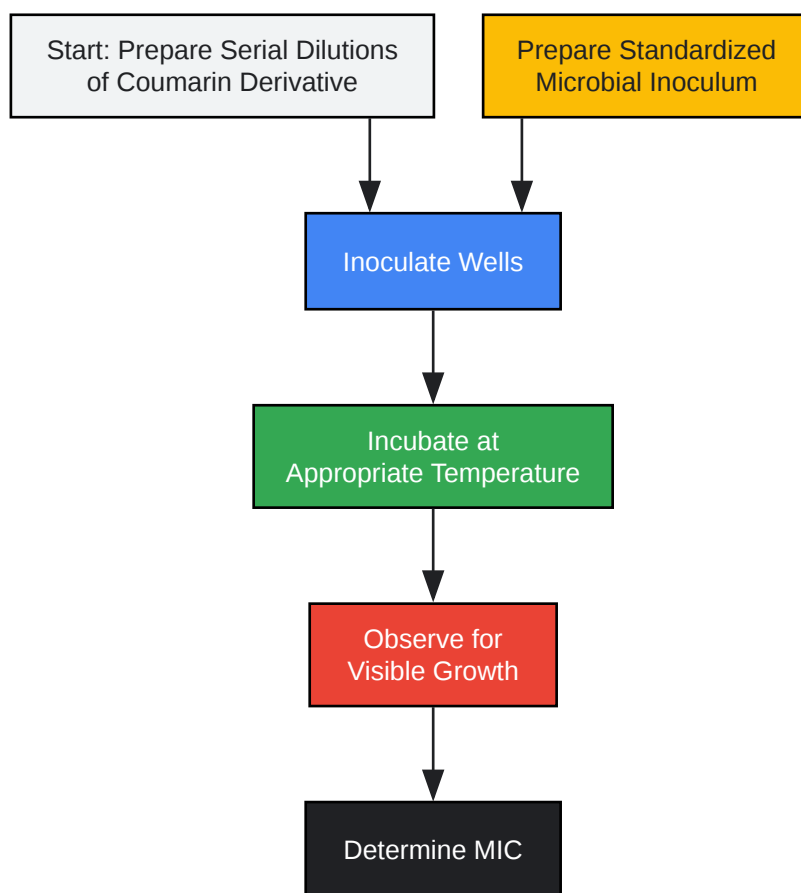 Start: Prepare Serial Dilutions
of Coumarin Derivative
Prepare Standardized
Microbial Inoculum
Inoculate Wells
Incubate at
Appropriate Temperature
Observe for
Visible Growth
Determine MIC